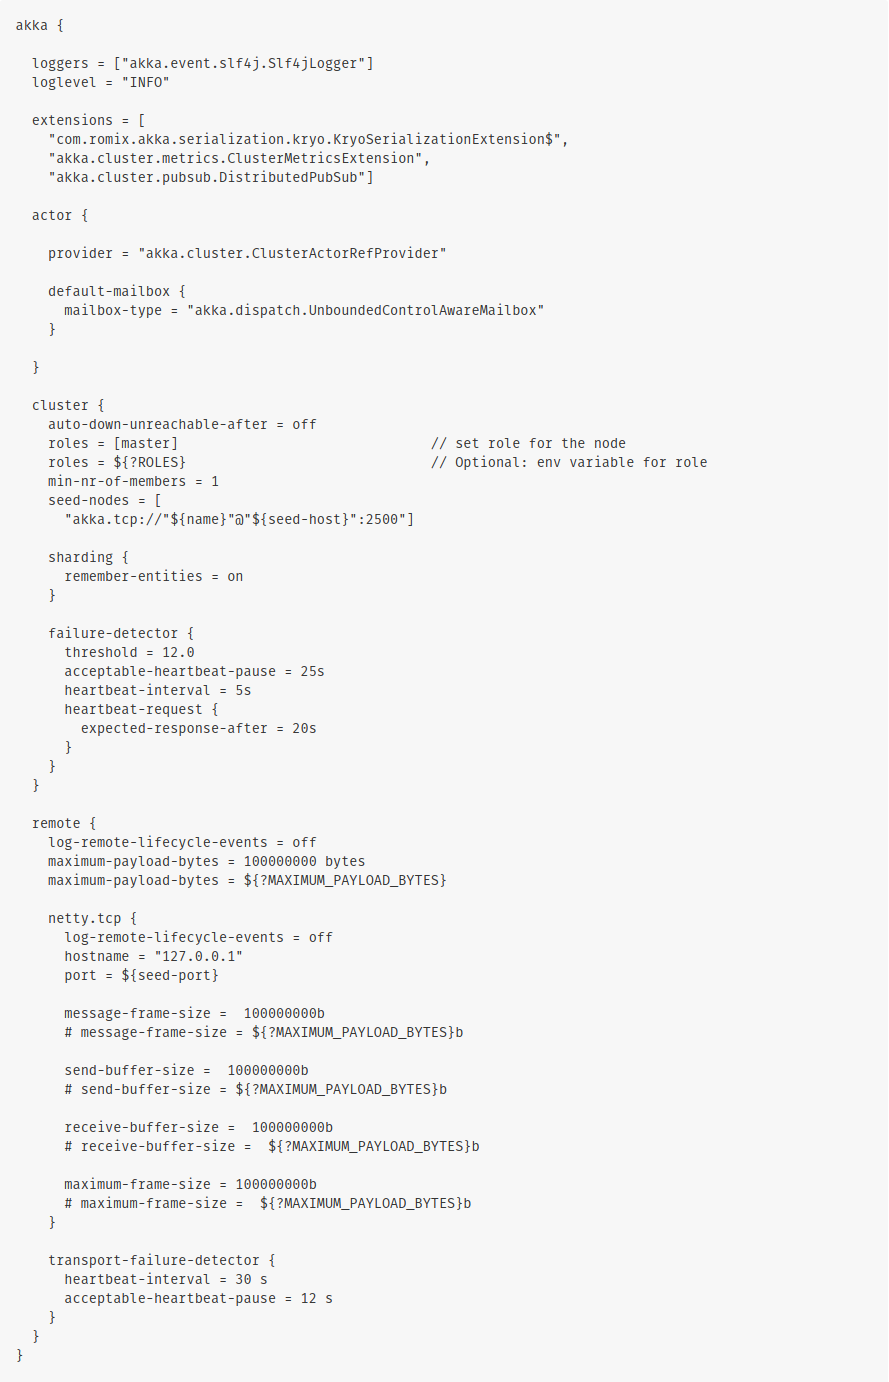 akka {
loggers = ["akka.event.slf4j.Slf4jLogger"]
loglevel = "INFO"
extensions = [
"com.romix.akka.serialization.kryo.KryoSerializationExtension$",
"akka.cluster.metrics.ClusterMetricsExtension",
"akka.cluster.pubsub.DistributedPubSub"]
actor {
provider = "akka.cluster.ClusterActorRefProvider"
default-mailbox {
mailbox-type = "akka.dispatch.UnboundedControlAwareMailbox"
}
}
cluster {
auto-down-unreachable-after = off
roles = [master] // set role for the node
roles = ${?ROLES} // Optional: env variable for role
min-nr-of-members = 1
seed-nodes = [
"akka.tcp://"${name}"@"${seed-host}":2500"]
sharding {
remember-entities = on
}
failure-detector {
threshold = 12.0
acceptable-heartbeat-pause = 25s
heartbeat-interval = 5s
heartbeat-request {
expected-response-after = 20s
}
}
}
remote {
log-remote-lifecycle-events = off
maximum-payload-bytes = 100000000 bytes
maximum-payload-bytes = ${?MAXIMUM_PAYLOAD_BYTES}
netty.tcp {
log-remote-lifecycle-events = off
hostname = "127.0.0.1"
port = ${seed-port}
message-frame-size =  100000000b
# message-frame-size = ${?MAXIMUM_PAYLOAD_BYTES}b
send-buffer-size =  100000000b
# send-buffer-size = ${?MAXIMUM_PAYLOAD_BYTES}b
receive-buffer-size =  100000000b
# receive-buffer-size =  ${?MAXIMUM_PAYLOAD_BYTES}b
maximum-frame-size = 100000000b
# maximum-frame-size =  ${?MAXIMUM_PAYLOAD_BYTES}b
}
transport-failure-detector {
heartbeat-interval = 30 s
acceptable-heartbeat-pause = 12 s
}
}
}